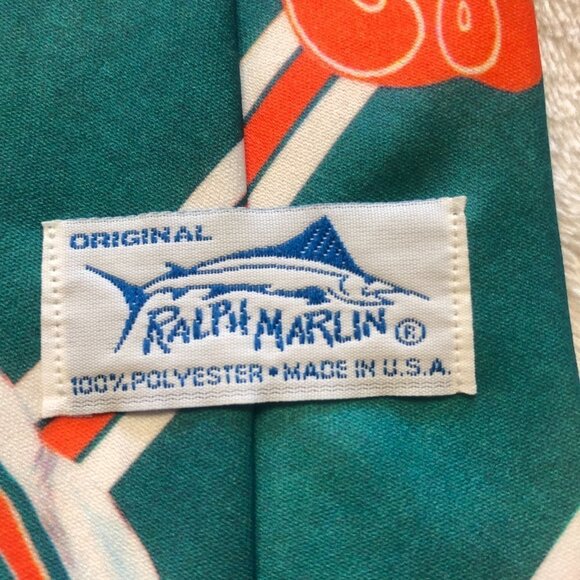 ORIGINAL
RALPH MARLIN ®
100% POLYESTER • MADE IN U.S.A.